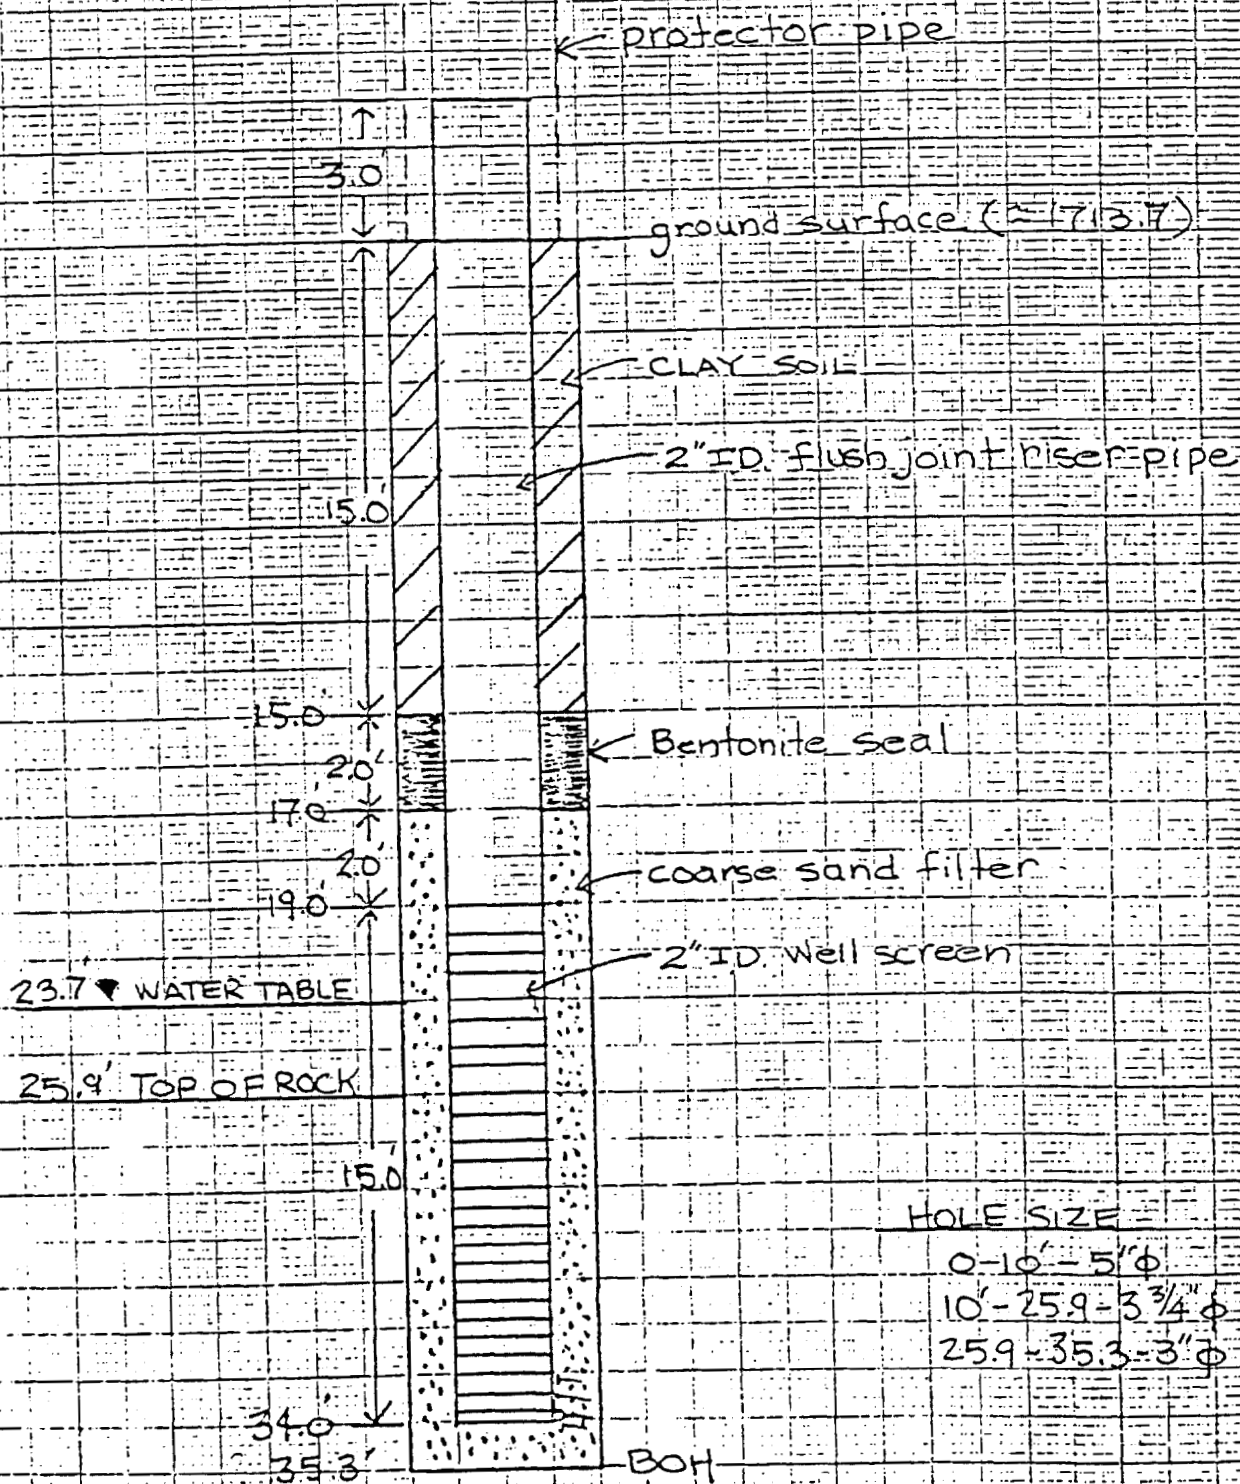 protector pipe
3.0'
ground surface (≈1713.7)
CLAY SOIL
2" I.D. flush joint riser pipe
15.0'
15.0'
Bentonite seal
2.0'
17.0'
2.0'
coarse sand filter
19.0'
2" I.D. Well screen
23.7' ▼ WATER TABLE
25.9' TOP OF ROCK
15.0'
HOLE SIZE
0-10' - 5"ϕ
10'-25.9 - 3 3/4"ϕ
25.9-35.3-3"ϕ
34.0'
35.3'
BOH